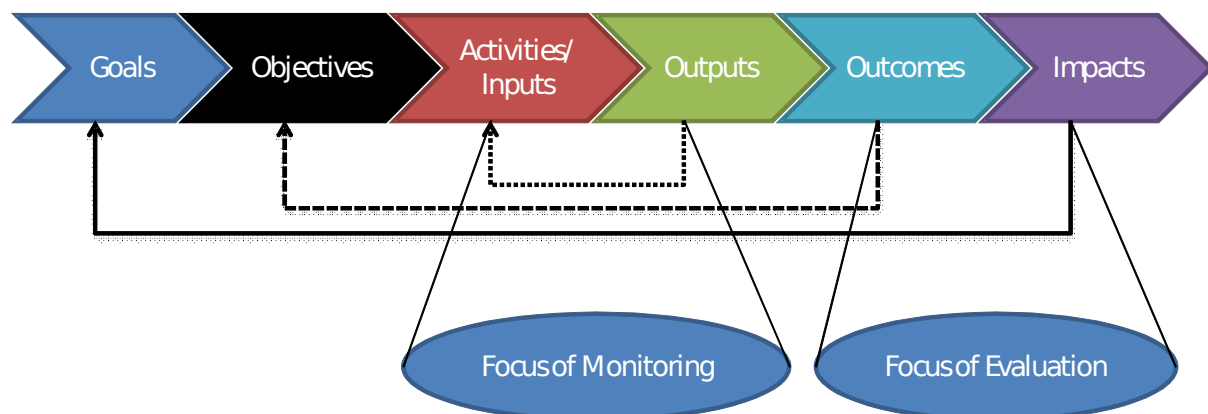 Goals
Objectives
Activities/
Inputs
Outputs
Outcomes
Impacts
Focus of Monitoring
Focus of Evaluation